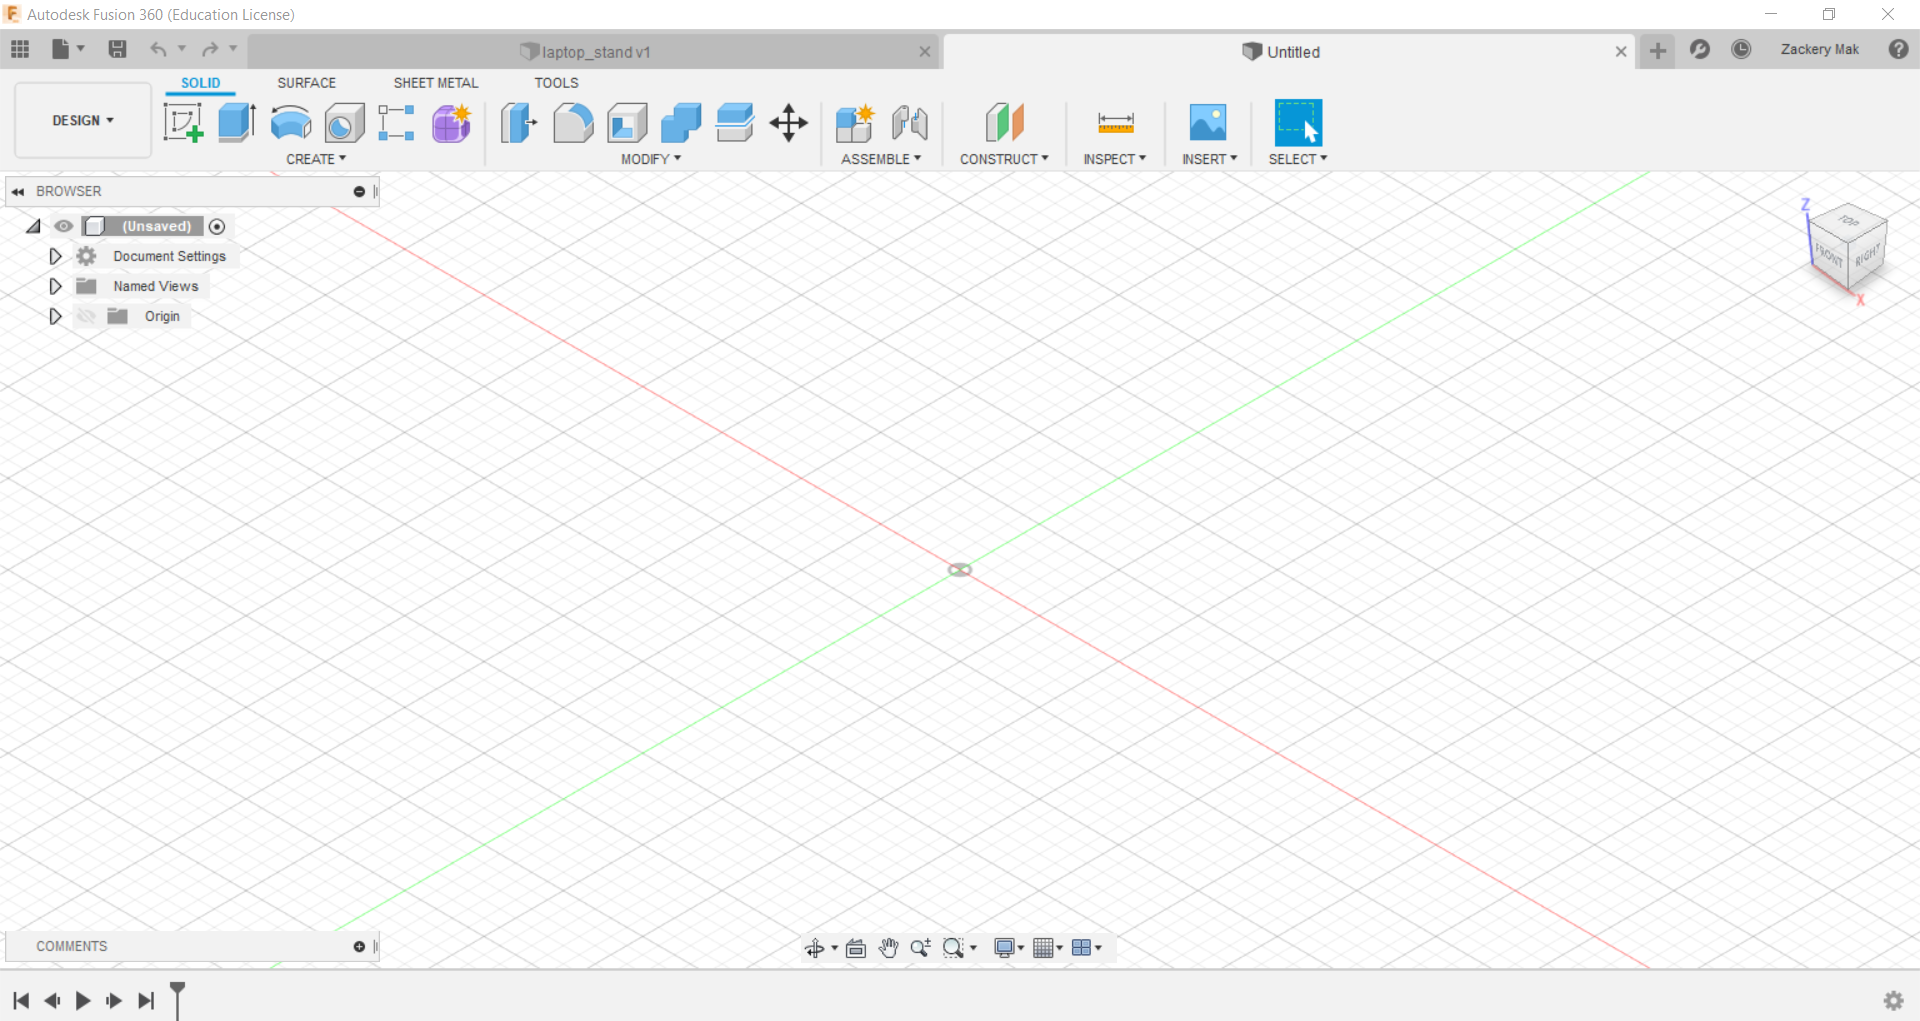 Autodesk Fusion 360 (Education License)
laptop_stand v1
Untitled
Zackery Mak
SOLID SURFACE SHEET METAL TOOLS
DESIGN
CREATE MODIFY ASSEMBLE CONSTRUCT INSPECT INSERT SELECT
BROWSER
(Unsaved)
Document Settings
Named Views
Origin
Z
TOP
FRONT
RIGHT
X
COMMENTS